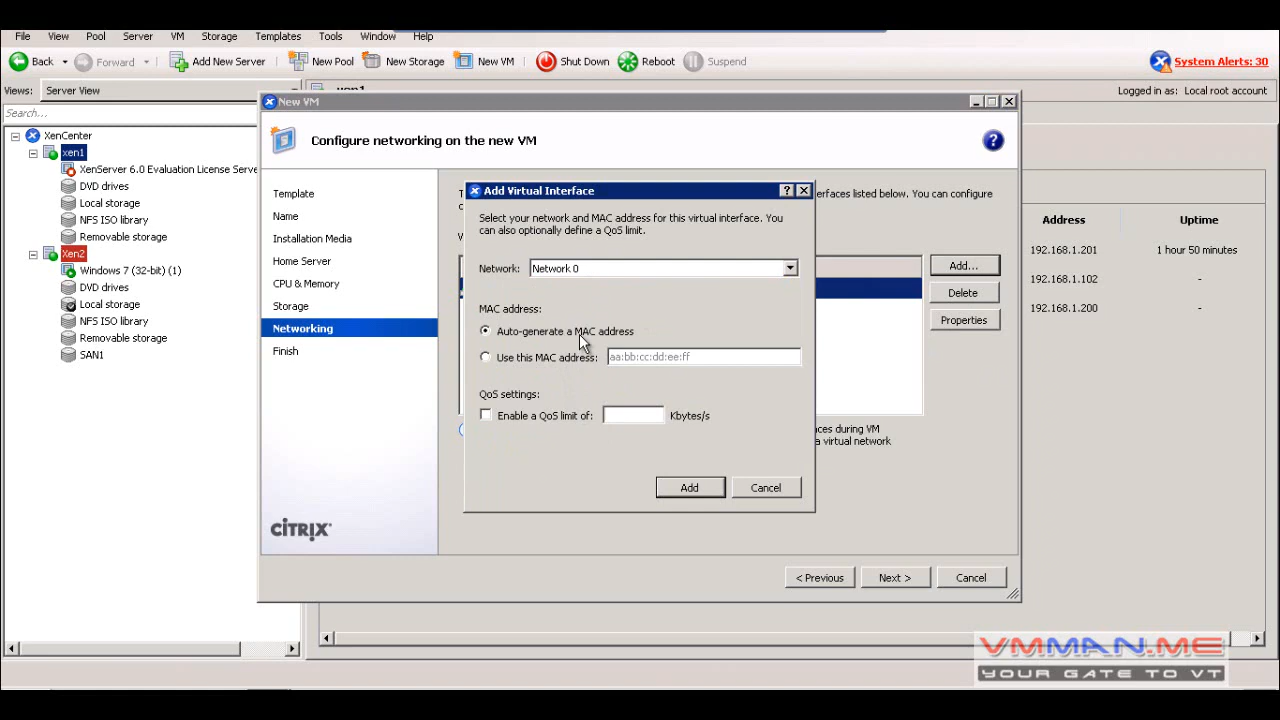 File View Pool Server VM Storage Templates Tools Window Help
Back Forward Add New Server New Pool New Storage New VM Shut Down Reboot Suspend System Alerts: 30
Views: Server View Logged in as: Local root account
Search...
XenCenter
xen1
XenServer 6.0 Evaluation License Serve
DVD drives
Local storage
NFS ISO library
Removable storage
Xen2
Windows 7 (32-bit) (1)
DVD drives
Local storage
NFS ISO library
Removable storage
SAN1
New VM
Configure networking on the new VM
?
Template
Name
Installation Media
Home Server
CPU & Memory
Storage
Networking
Finish
CİTRIX
erfaces listed below. You can configure
Add...
Delete
Properties
ces during VM
a virtual network
< Previous Next > Cancel
Add Virtual Interface
Select your network and MAC address for this virtual interface. You
can also optionally define a QoS limit.
Network: Network 0
MAC address:
Auto-generate a MAC address
Use this MAC address: aa:bb:cc:dd:ee:ff
QoS settings:
Enable a QoS limit of: Kbytes/s
Add Cancel
Address Uptime
192.168.1.201 1 hour 50 minutes
192.168.1.102 -
192.168.1.200 -
VMMAN.ME
YOUR GATE TO VT